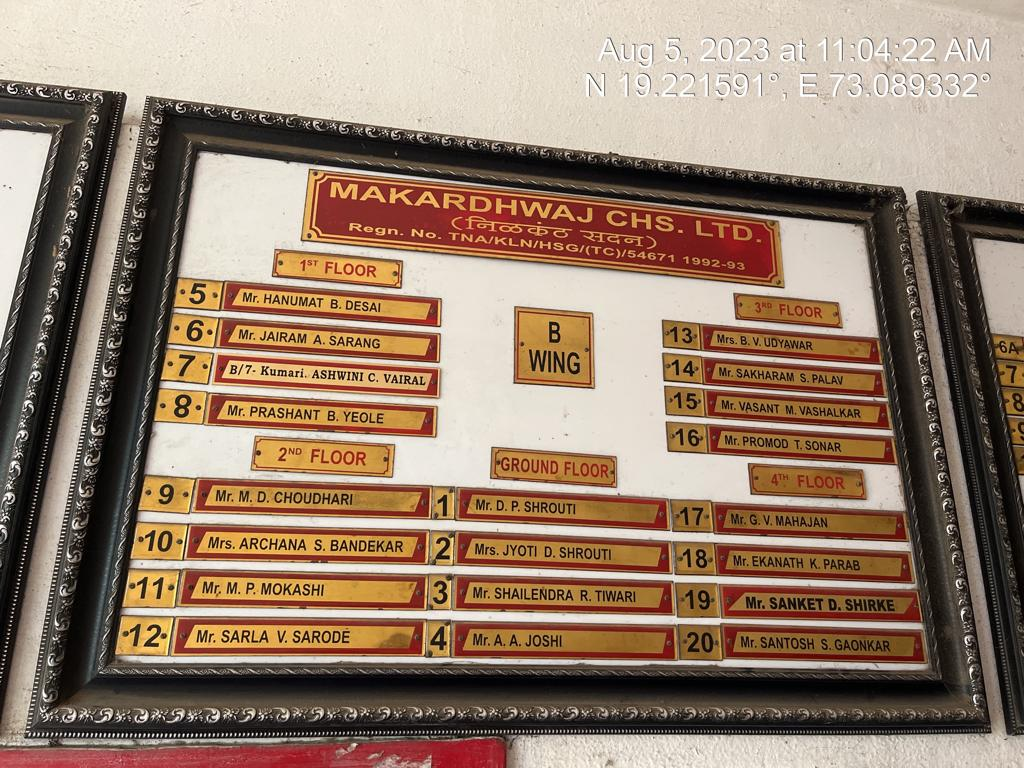 Aug 5, 2023 at 11:04:22 AM
N 19.221591°, E 73.089332°
MAKARDHWAJ CHS. LTD.
(निळकंठ सदन)
Regn. No. TNA/KLN/HSG/(TC)/54671 1992-93
B
WING
1ST FLOOR
5 Mr. HANUMAT B. DESAI
6 Mr. JAIRAM A. SARANG
7 B/7- Kumari. ASHWINI C. VAIRAL
8 Mr. PRASHANT B. YEOLE
2ND FLOOR
9 Mr. M. D. CHOUDHARI
10 Mrs. ARCHANA S. BANDEKAR
11 Mr. M. P. MOKASHI
12 Mr. SARLA V. SARODE
GROUND FLOOR
1 Mr. D. P. SHROUTI
2 Mrs. JYOTI D. SHROUTI
3 Mr. SHAILENDRA R. TIWARI
4 Mr. A. A. JOSHI
3RD FLOOR
13 Mrs. B. V. UDYAWAR
14 Mr. SAKHARAM S. PALAV
15 Mr. VASANT M. VASHALKAR
16 Mr. PROMOD T. SONAR
4TH FLOOR
17 Mr. G. V. MAHAJAN
18 Mr. EKANATH K. PARAB
19 Mr. SANKET D. SHIRKE
20 Mr. SANTOSH S. GAONKAR
6A
7
8